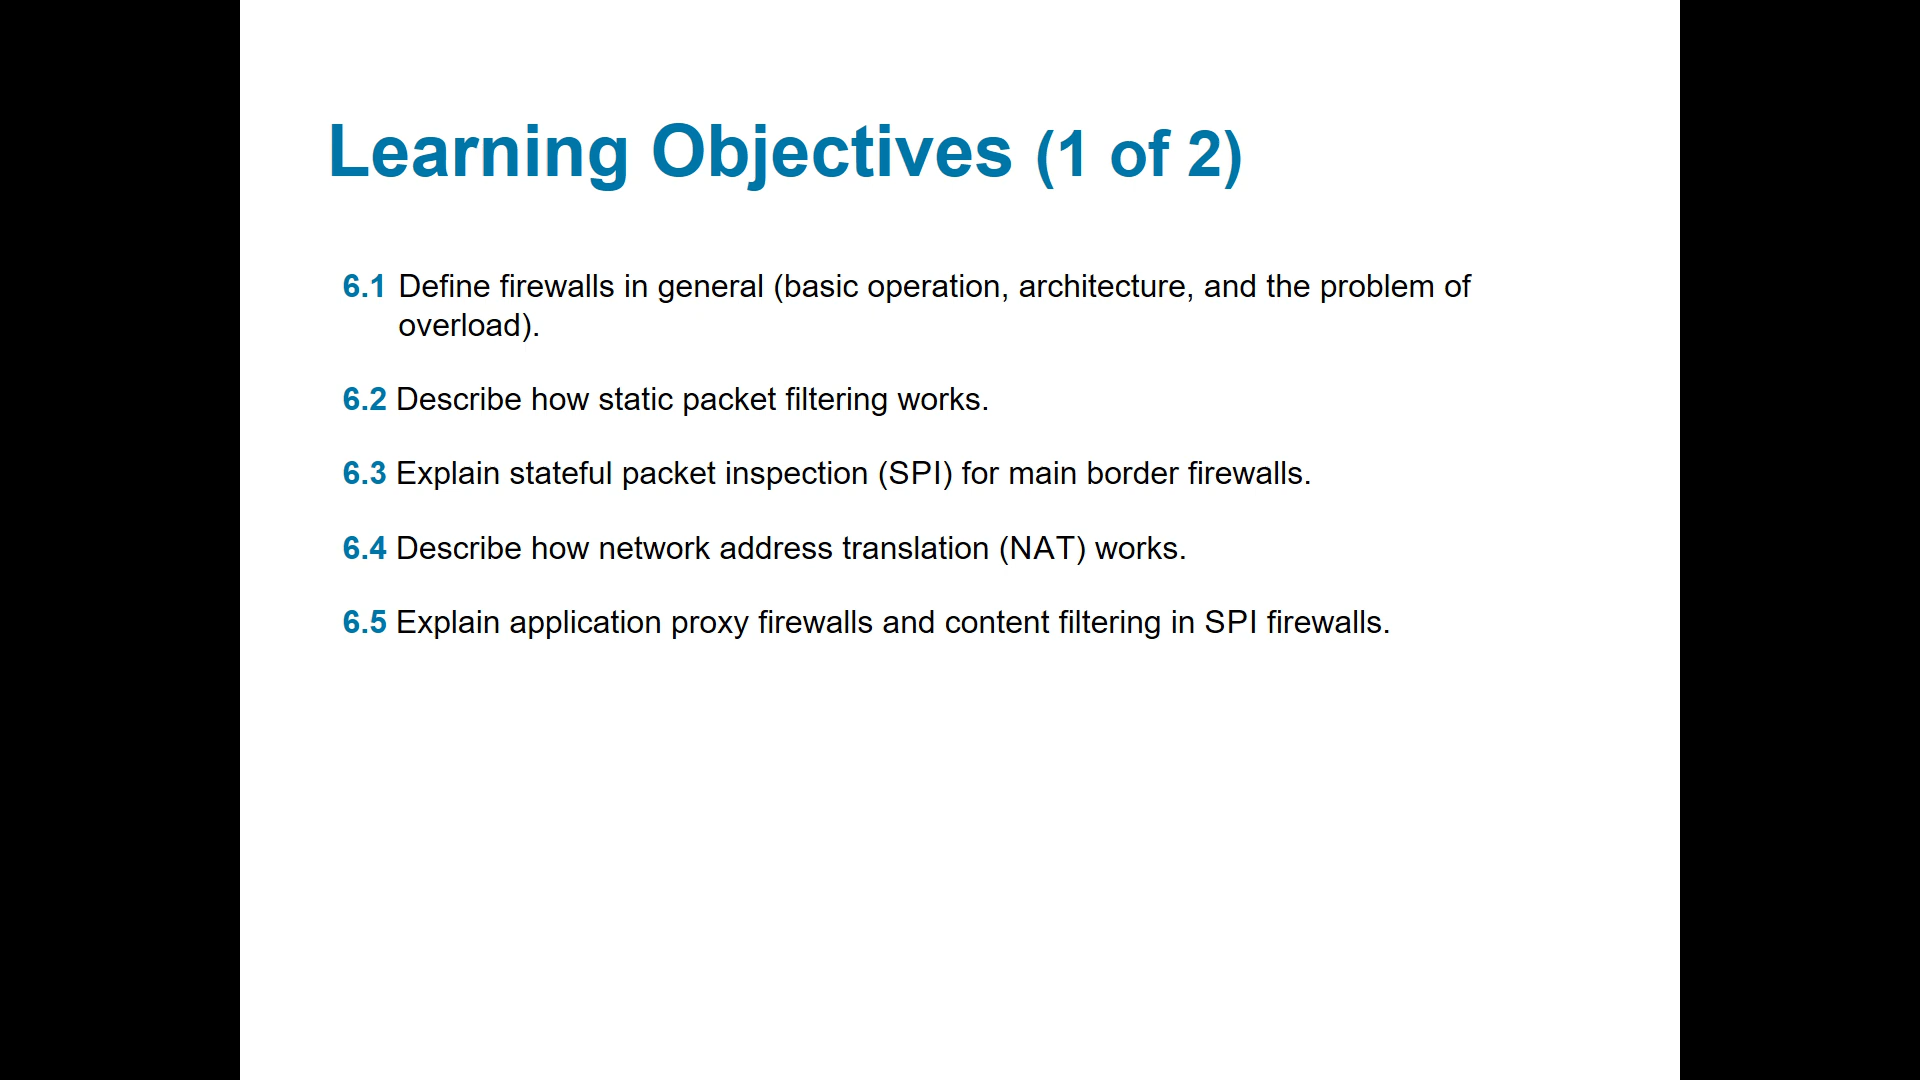 Learning Objectives (1 of 2)
6.1 Define firewalls in general (basic operation, architecture, and the problem of
overload).
6.2 Describe how static packet filtering works.
6.3 Explain stateful packet inspection (SPI) for main border firewalls.
6.4 Describe how network address translation (NAT) works.
6.5 Explain application proxy firewalls and content filtering in SPI firewalls.